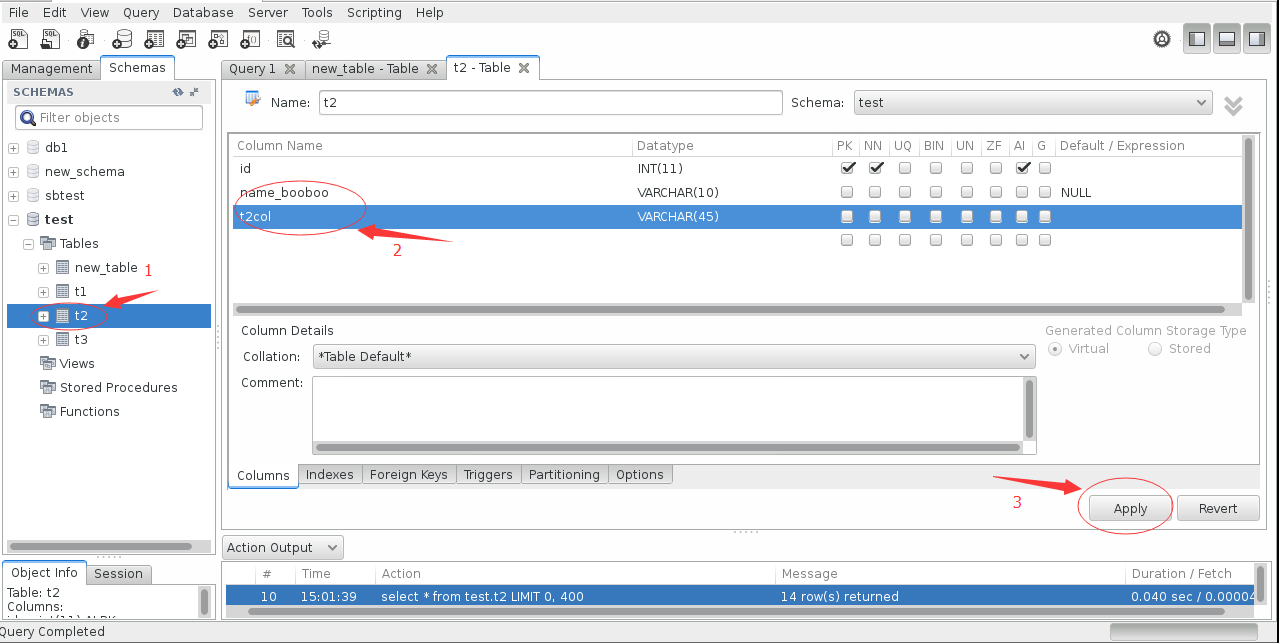 File Edit View Query Database Server Tools Scripting Help
SQL SQL
Management Schemas
Query 1 new_table - Table t2 - Table
SCHEMAS
Filter objects
db1
new_schema
sbtest
test
Tables
new_table
t1
t2
t3
Views
Stored Procedures
Functions
1
Name: t2 Schema: test
Column Name Datatype PK NN UQ BIN UN ZF AI G Default / Expression
id INT(11)
name_booboo VARCHAR(10) NULL
t2col VARCHAR(45)
2
Column Details
Generated Column Storage Type
Collation: *Table Default* Virtual Stored
Comment:
Columns Indexes Foreign Keys Triggers Partitioning Options
3
Apply Revert
Action Output
# Time Action Message Duration / Fetch
10 15:01:39 select * from test.t2 LIMIT 0, 400 14 row(s) returned 0.040 sec / 0.00004
Object Info Session
Table: t2
Columns:
Query Completed